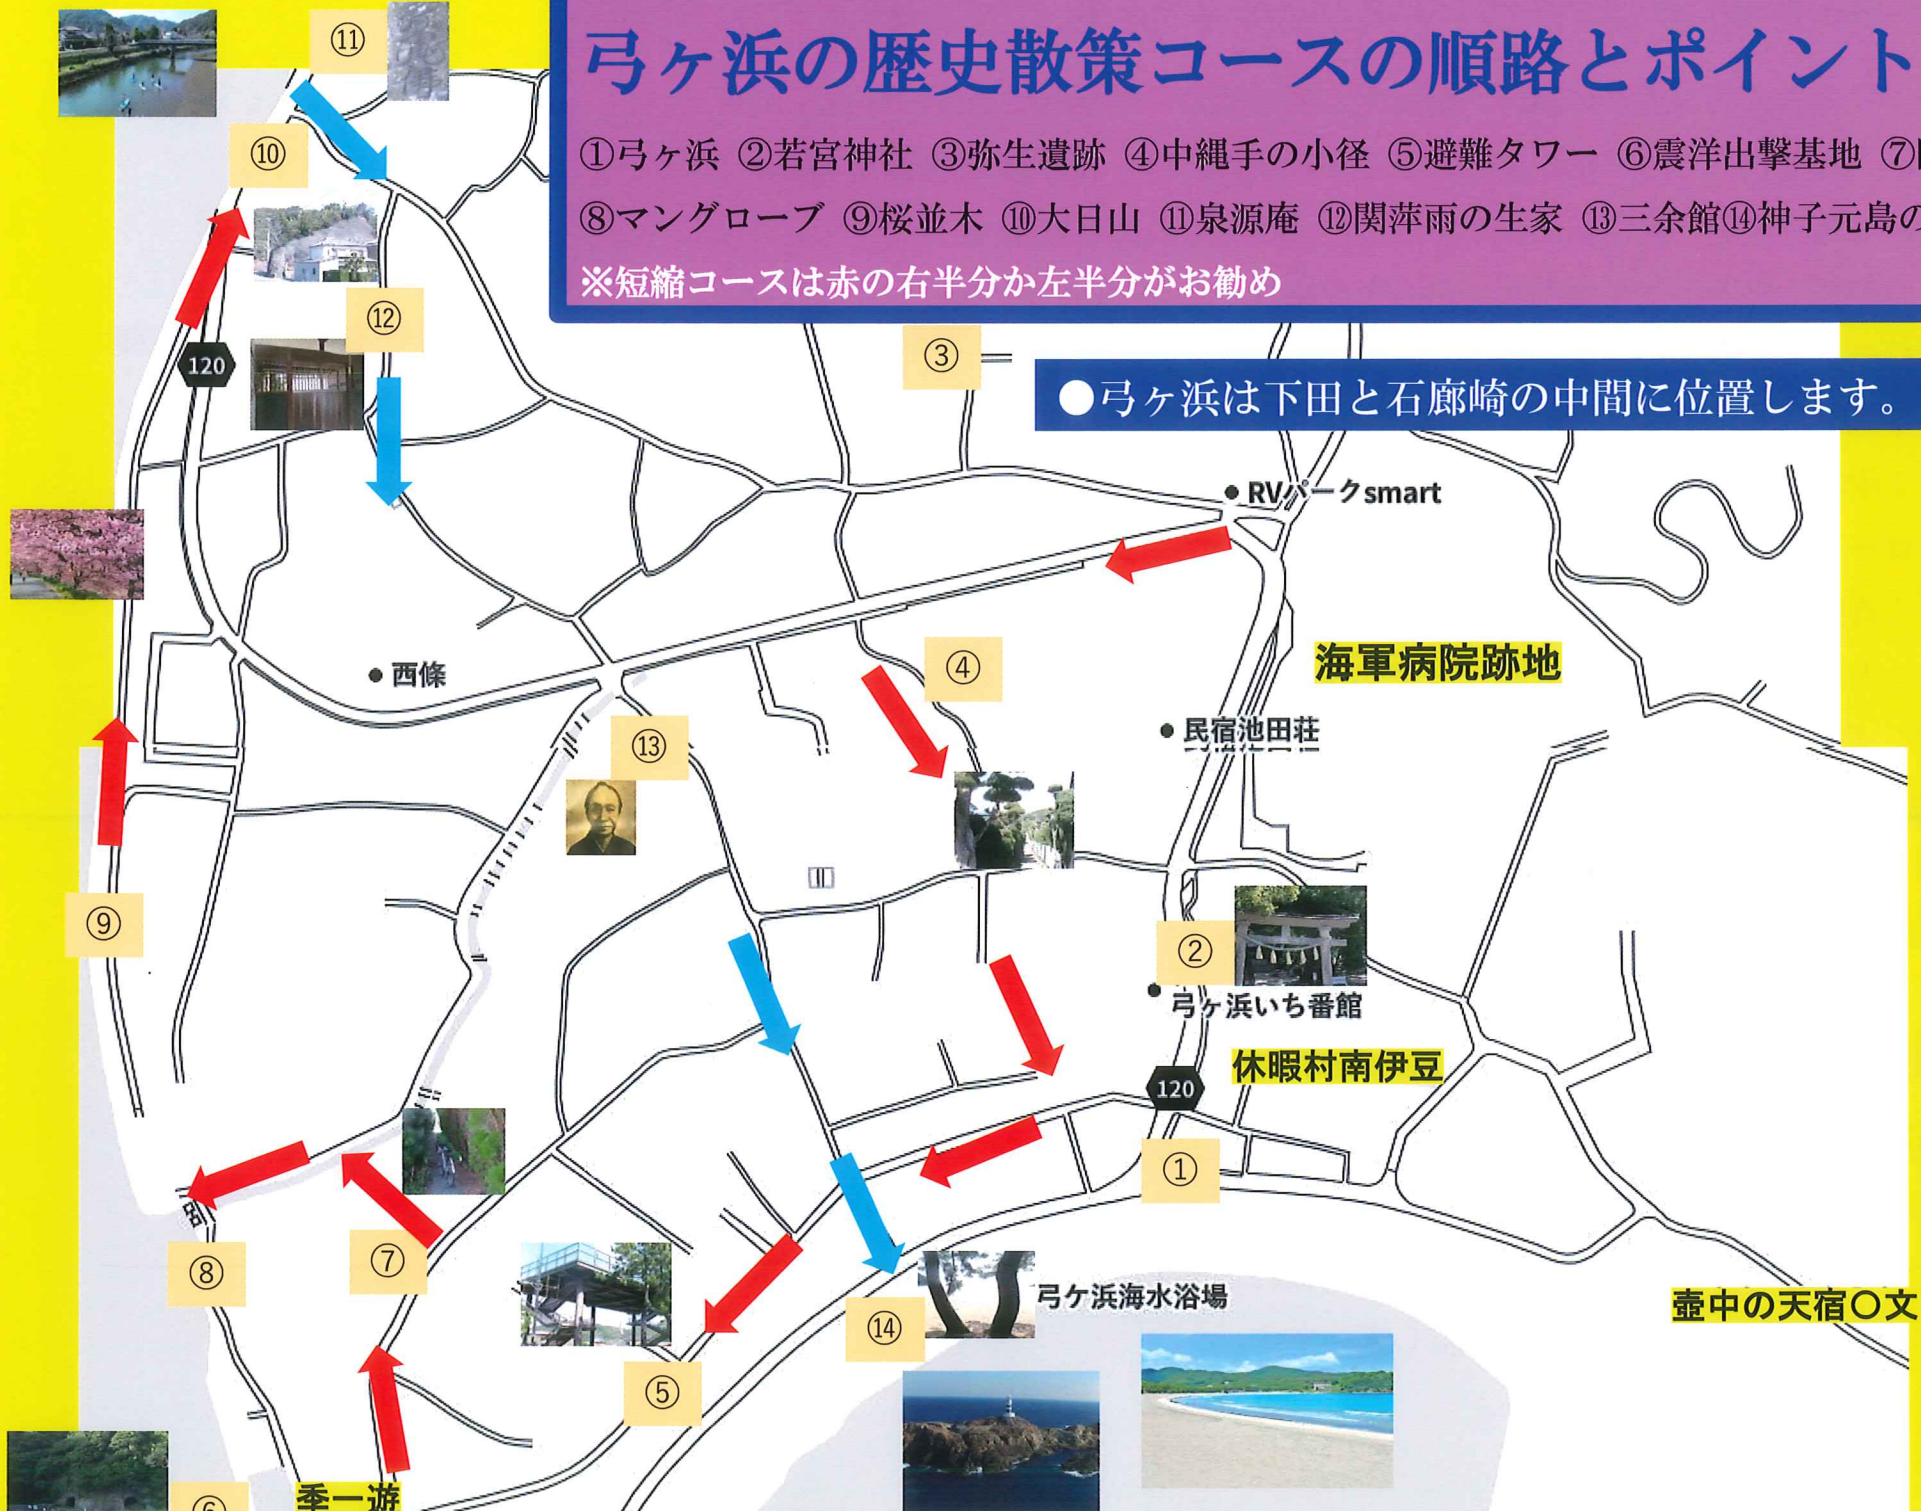 弓ヶ浜の歴史散策コースの順路とポイント
①弓ヶ浜 ②若宮神社 ③弥生遺跡 ④中縄手の小径 ⑤避難タワー ⑥震洋出撃基地 ⑦
⑧マングローブ ⑨桜並木 ⑩大日山 ⑪泉源庵 ⑫関萍雨の生家 ⑬三余館⑭神子元島の
※短縮コースは赤の右半分か左半分がお勧め
●弓ヶ浜は下田と石廊崎の中間に位置します。
⑪
⑩
⑫
120
③
RVパークsmart
西條
④
海軍病院跡地
⑬
民宿池田荘
⑨
②
弓ヶ浜いち番館
休暇村南伊豆
120
①
⑦
⑧
弓ケ浜海水浴場
⑭
壺中の天宿〇文
⑤
季一遊
⑥